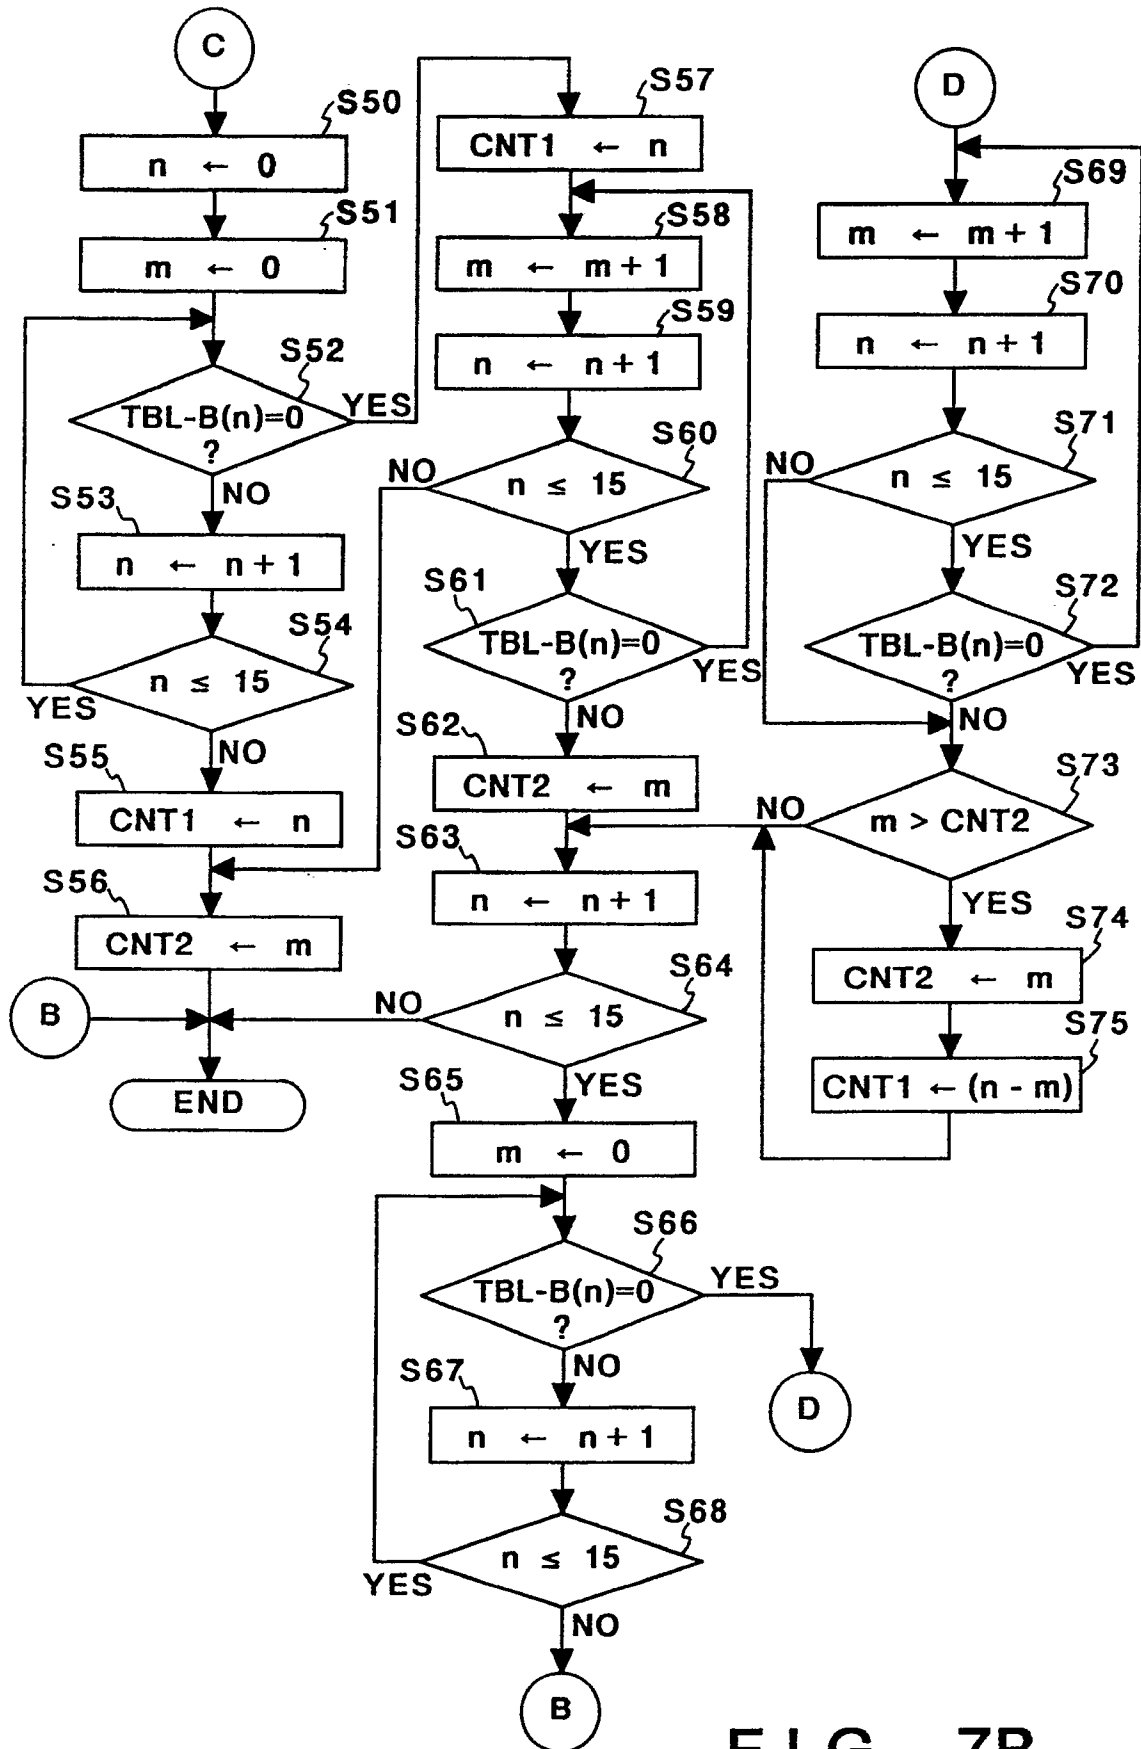 C
S50
n ← 0
S51
m ← 0
S52
TBL-B(n)=0
?
YES
NO
S53
n ← n+1
S54
n ≤ 15
YES
NO
S55
CNT1 ← n
S56
CNT2 ← m
B
END
S57
CNT1 ← n
S58
m ← m+1
S59
n ← n+1
S60
NO
n ≤ 15
YES
S61
TBL-B(n)=0
?
YES
NO
S62
CNT2 ← m
S63
n ← n+1
S64
NO
n ≤ 15
YES
S65
m ← 0
S66
TBL-B(n)=0
?
YES
NO
D
S67
n ← n+1
S68
n ≤ 15
YES
NO
B
D
S69
m ← m+1
S70
n ← n+1
S71
NO
n ≤ 15
YES
S72
TBL-B(n)=0
?
YES
NO
S73
NO
m > CNT2
YES
S74
CNT2 ← m
S75
CNT1 ← (n - m)
FIG. 7B